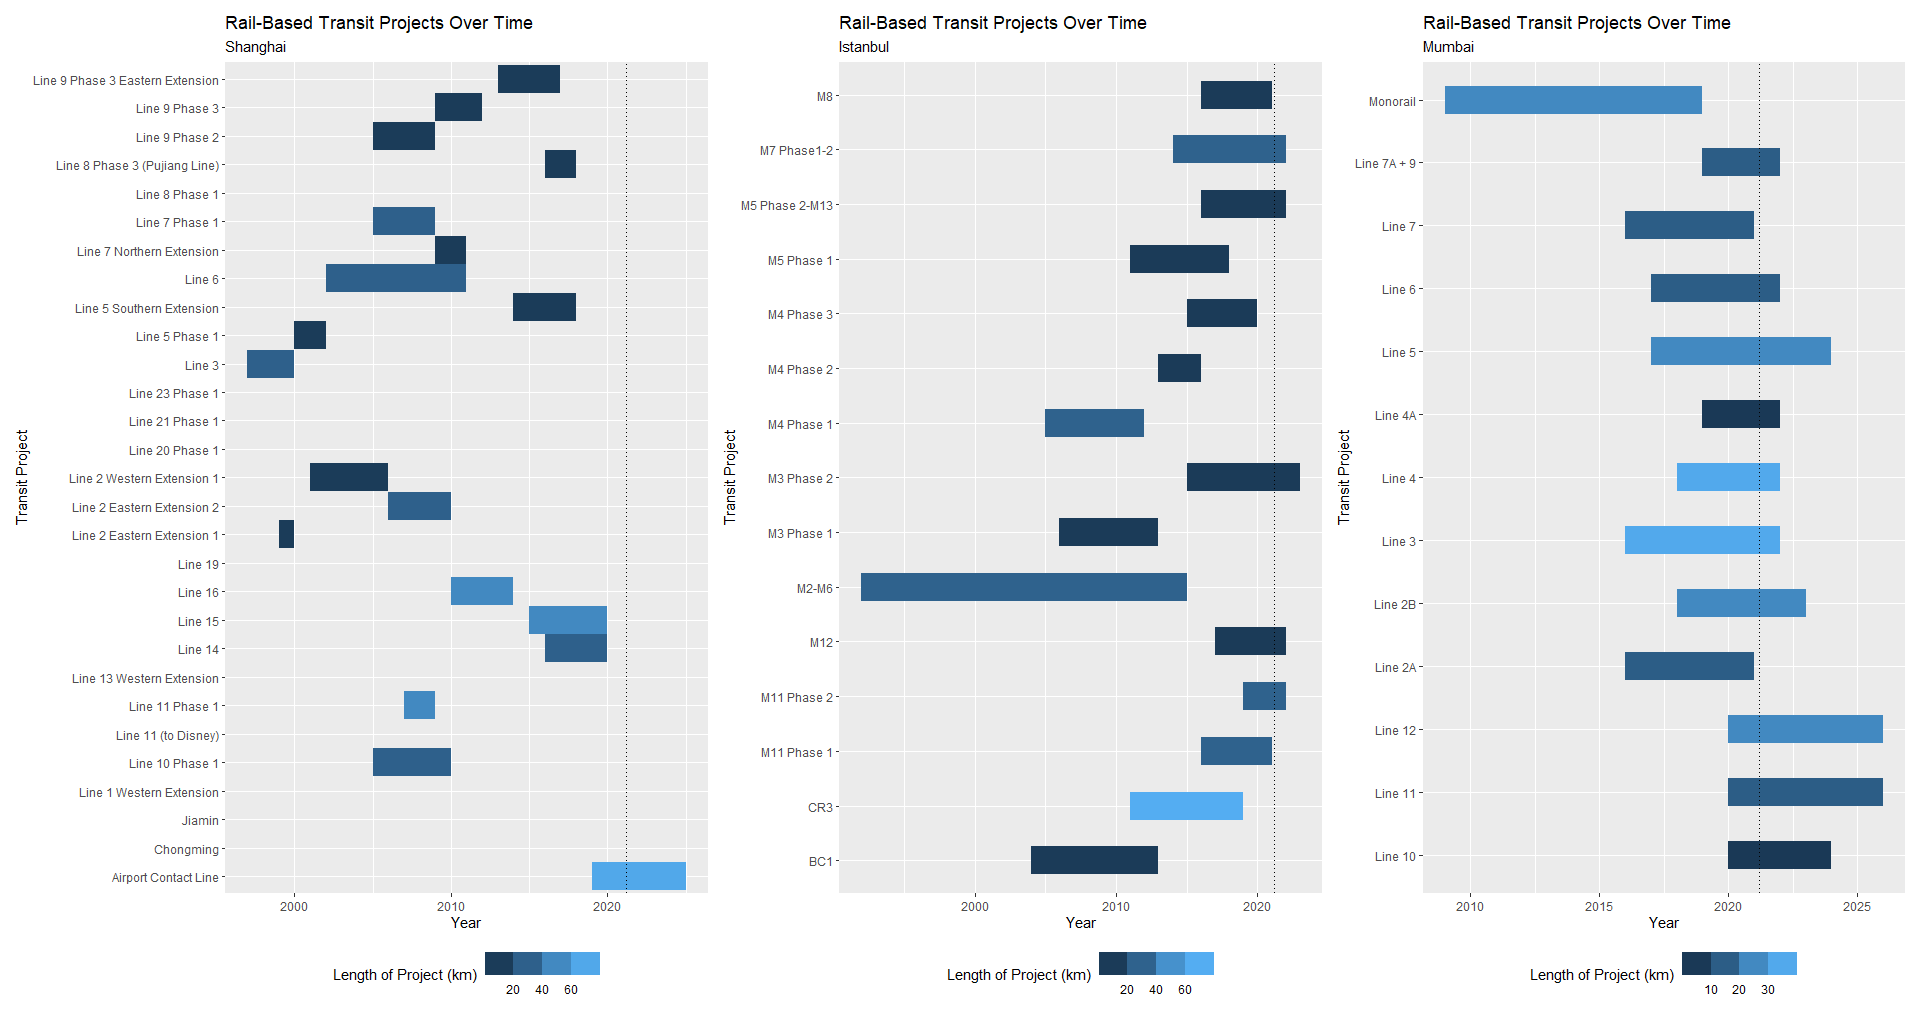 Rail-Based Transit Projects Over Time
Shanghai
Line 9 Phase 3 Eastern Extension
Line 9 Phase 3
Line 9 Phase 2
Line 8 Phase 3 (Pujiang Line)
Line 8 Phase 1
Line 7 Phase 1
Line 7 Northern Extension
Line 6
Line 5 Southern Extension
Line 5 Phase 1
Line 3
Line 23 Phase 1
Line 21 Phase 1
Line 20 Phase 1
Line 2 Western Extension 1
Line 2 Eastern Extension 2
Line 2 Eastern Extension 1
Line 19
Line 16
Line 15
Line 14
Line 13 Western Extension
Line 11 Phase 1
Line 11 (to Disney)
Line 10 Phase 1
Line 1 Western Extension
Jiamin
Chongming
Airport Contact Line
Transit Project
2000 2010 2020
Year
Length of Project (km)
20 40 60
Rail-Based Transit Projects Over Time
Istanbul
M8
M7 Phase1-2
M5 Phase 2-M13
M5 Phase 1
M4 Phase 3
M4 Phase 2
M4 Phase 1
M3 Phase 2
M3 Phase 1
M2-M6
M12
M11 Phase 2
M11 Phase 1
CR3
BC1
Transit Project
2000 2010 2020
Year
Length of Project (km)
20 40 60
Rail-Based Transit Projects Over Time
Mumbai
Monorail
Line 7A + 9
Line 7
Line 6
Line 5
Line 4A
Line 4
Line 3
Line 2B
Line 2A
Line 12
Line 11
Line 10
Transit Project
2010 2015 2020 2025
Year
Length of Project (km)
10 20 30